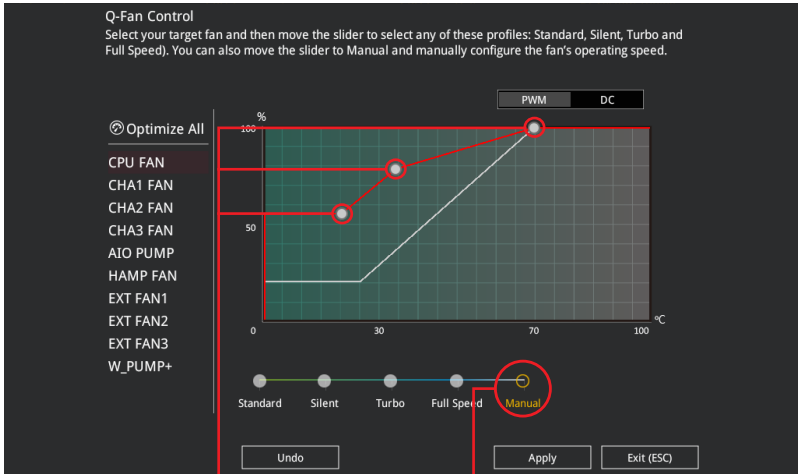 Q-Fan Control
Select your target fan and then move the slider to select any of these profiles: Standard, Silent, Turbo and
Full Speed). You can also move the slider to Manual and manually configure the fan's operating speed.
PWM DC
Optimize All
%
100
CPU FAN
CHA1 FAN
CHA2 FAN
CHA3 FAN
AIO PUMP
HAMP FAN
EXT FAN1
EXT FAN2
EXT FAN3
W_PUMP+
50
0 30 70 100 ºC
Standard Silent Turbo Full Speed Manual
Undo Apply Exit (ESC)